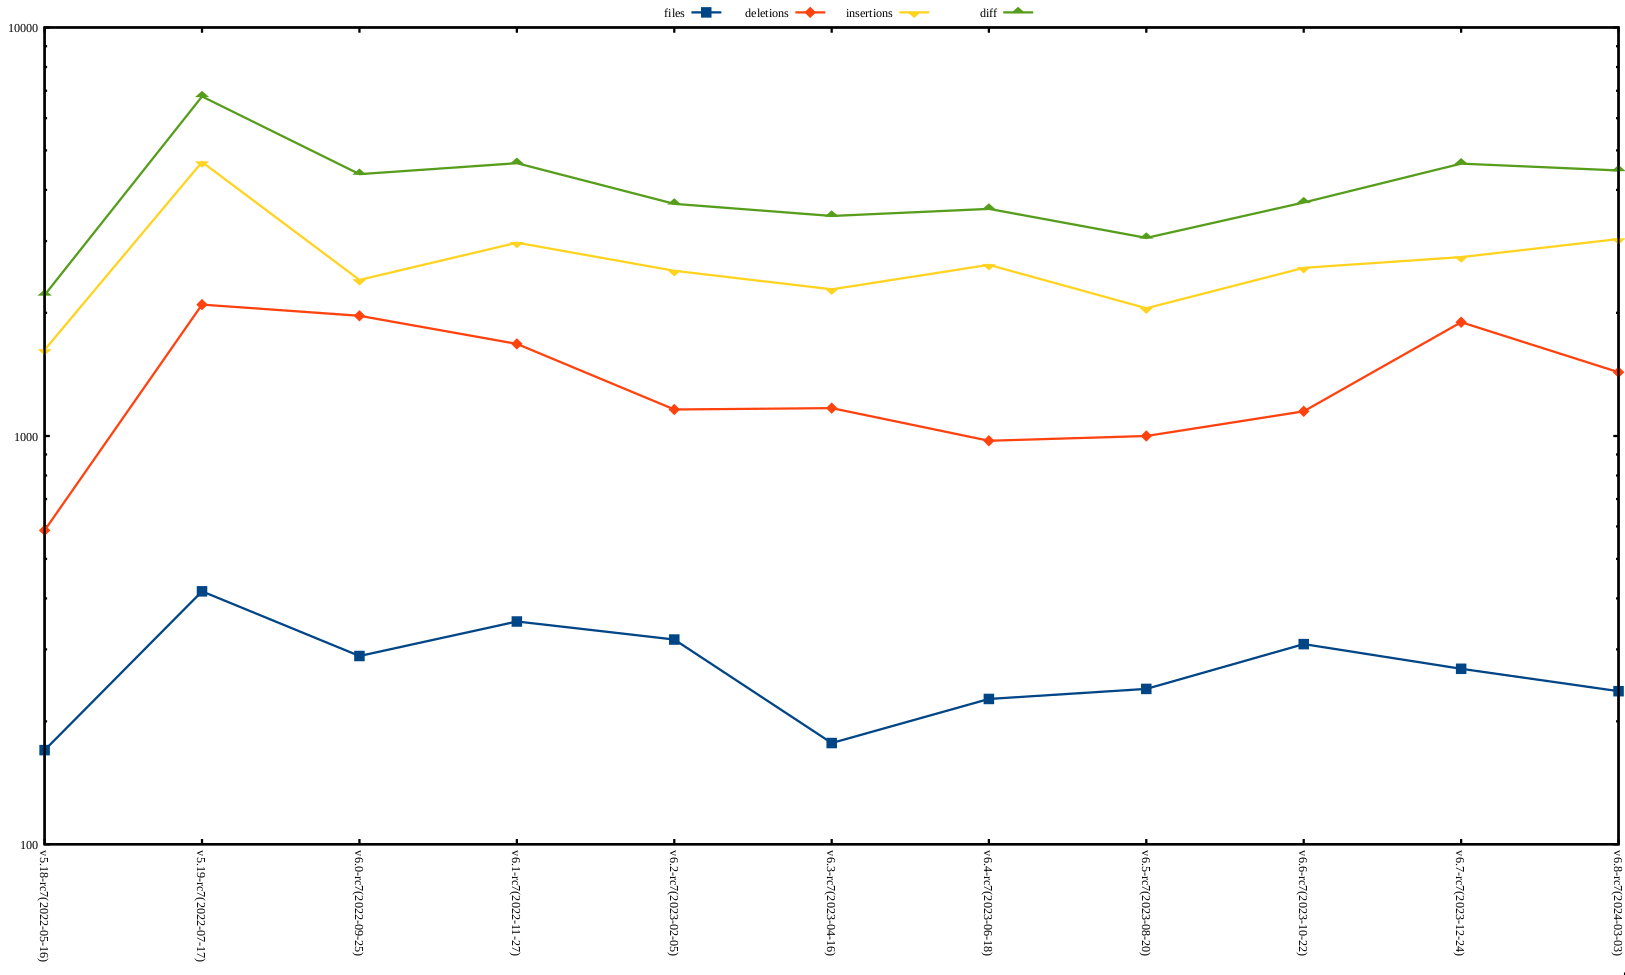 files deletions insertions diff
10000
1000
100
v5.18-rc7(2022-05-16)
v5.19-rc7(2022-07-17)
v6.0-rc7(2022-09-25)
v6.1-rc7(2022-11-27)
v6.2-rc7(2023-02-05)
v6.3-rc7(2023-04-16)
v6.4-rc7(2023-06-18)
v6.5-rc7(2023-08-20)
v6.6-rc7(2023-10-22)
v6.7-rc7(2023-12-24)
v6.8-rc7(2024-03-03)